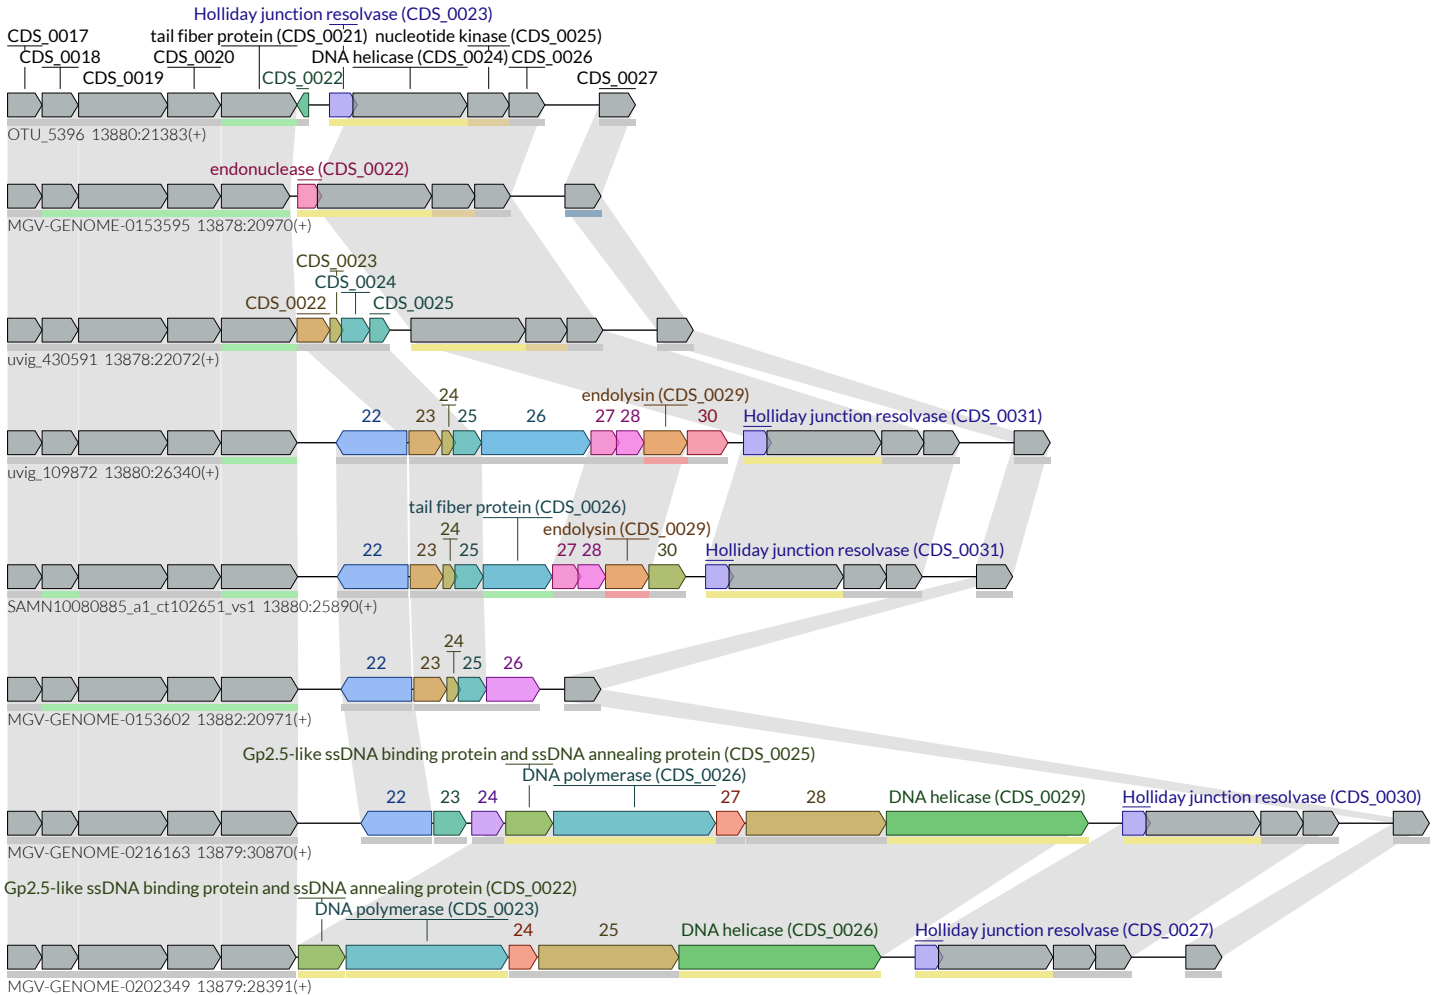 Holliday junction resolvase (CDS_0023)
CDS_0017 tail fiber protein (CDS_0021) nucleotide kinase (CDS_0025)
CDS_0018 CDS_0020 DNA helicase (CDS_0024) CDS_0026
CDS_0019 CDS_0022 CDS_0027
OTU_5396 13880:21383(+)
endonuclease (CDS_0022)
MGV-GENOME-0153595 13878:20970(+)
CDS_0023
CDS_0024
CDS_0022 CDS_0025
uvig_430591 13878:22072(+)
24 endolysin (CDS_0029)
22 23 25 26 27 28 30 Holliday junction resolvase (CDS_0031)
uvig_109872 13880:26340(+)
tail fiber protein (CDS_0026)
24 endolysin (CDS_0029)
22 23 25 27 28 30 Holliday junction resolvase (CDS_0031)
SAMN10080885_a1_ct102651_vs1 13880:25890(+)
24
22 23 25 26
MGV-GENOME-0153602 13882:20971(+)
Gp2.5-like ssDNA binding protein and ssDNA annealing protein (CDS_0025)
DNA polymerase (CDS_0026)
22 23 24 27 28 DNA helicase (CDS_0029) Holliday junction resolvase (CDS_0030)
MGV-GENOME-0216163 13879:30870(+)
Gp2.5-like ssDNA binding protein and ssDNA annealing protein (CDS_0022)
DNA polymerase (CDS_0023)
24 25 DNA helicase (CDS_0026) Holliday junction resolvase (CDS_0027)
MGV-GENOME-0202349 13879:28391(+)